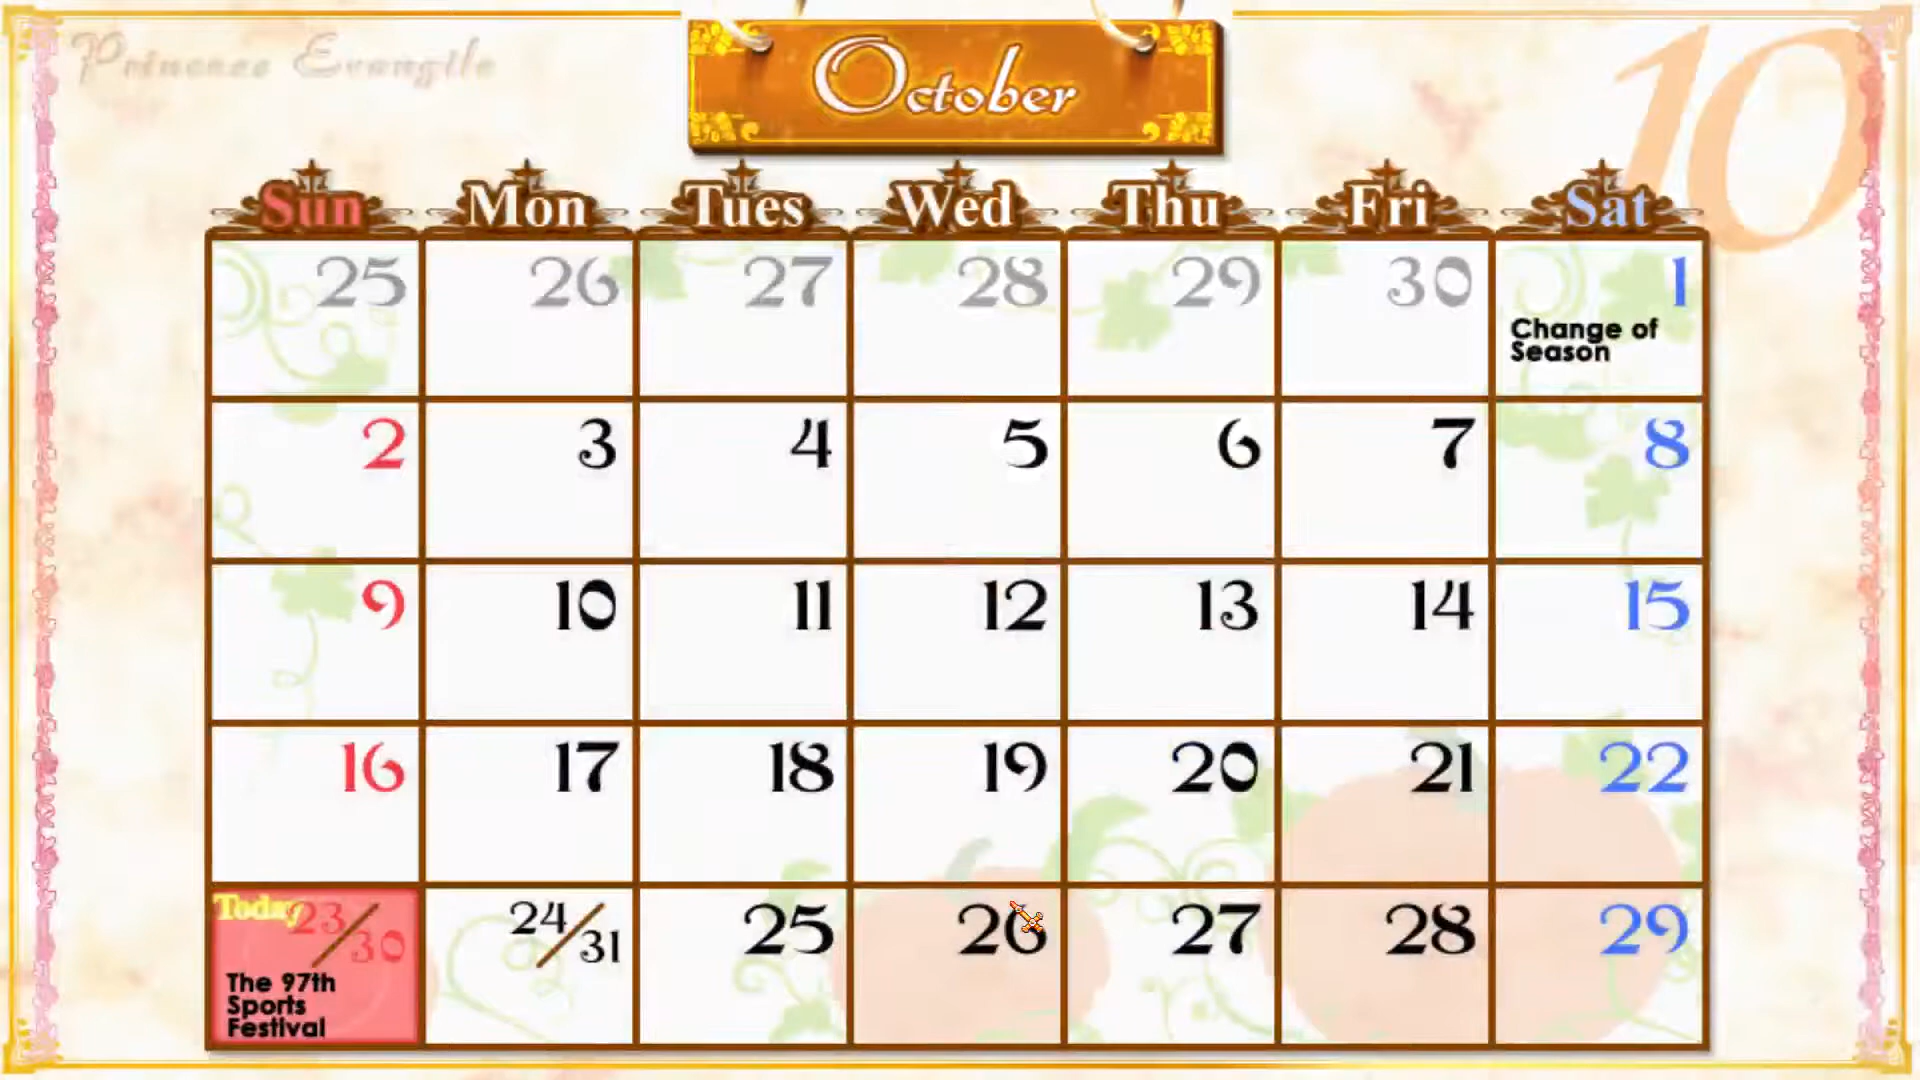 Princess Evangile
October
10
Sun Mon Tues Wed Thu Fri Sat
25 26 27 28 29 30 1
Change of
Season
2 3 4 5 6 7 8
9 10 11 12 13 14 15
16 17 18 19 20 21 22
Today 23/30 24/31 25 26 27 28 29
The 97th
Sports
Festival